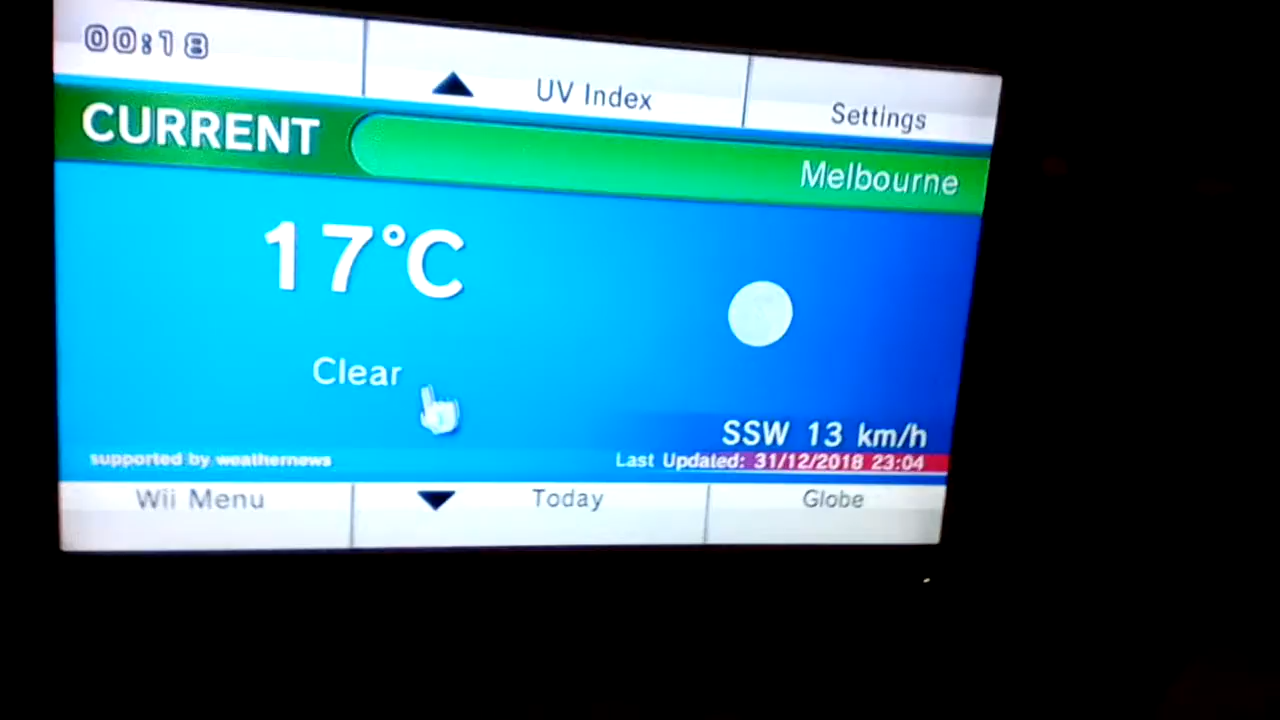 00:18
UV Index
Settings
CURRENT
Melbourne
17°C
Clear
SSW 13 km/h
supported by weathernews
Last Updated: 31/12/2018 23:04
Wii Menu
Today
Globe